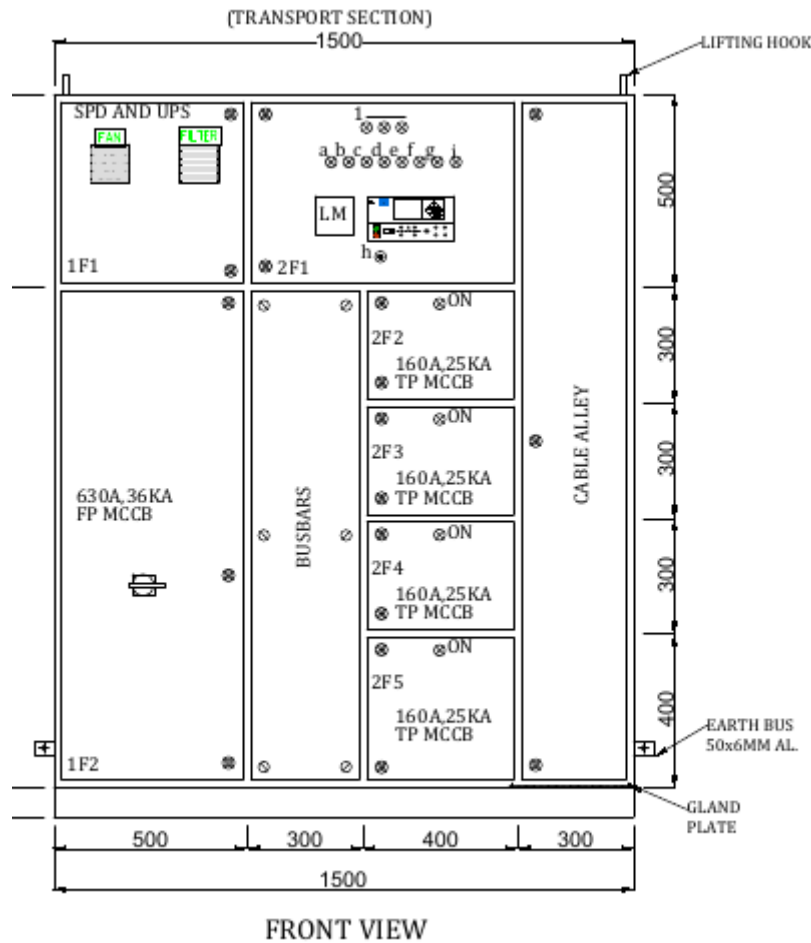 (TRANSPORT SECTION)
1500
LIFTING HOOK
SPD AND UPS
FAN
FILTER
1
a b c d e f g i
LM
h
1F1
2F1
500
ON
2F2
160A,25KA
TP MCCB
300
ON
2F3
160A,25KA
TP MCCB
300
630A,36KA
FP MCCB
BUSBARS
CABLE ALLEY
ON
2F4
160A,25KA
TP MCCB
300
ON
2F5
160A,25KA
TP MCCB
400
1F2
EARTH BUS
50x6MM AL.
GLAND
PLATE
500
300
400
300
1500
FRONT VIEW